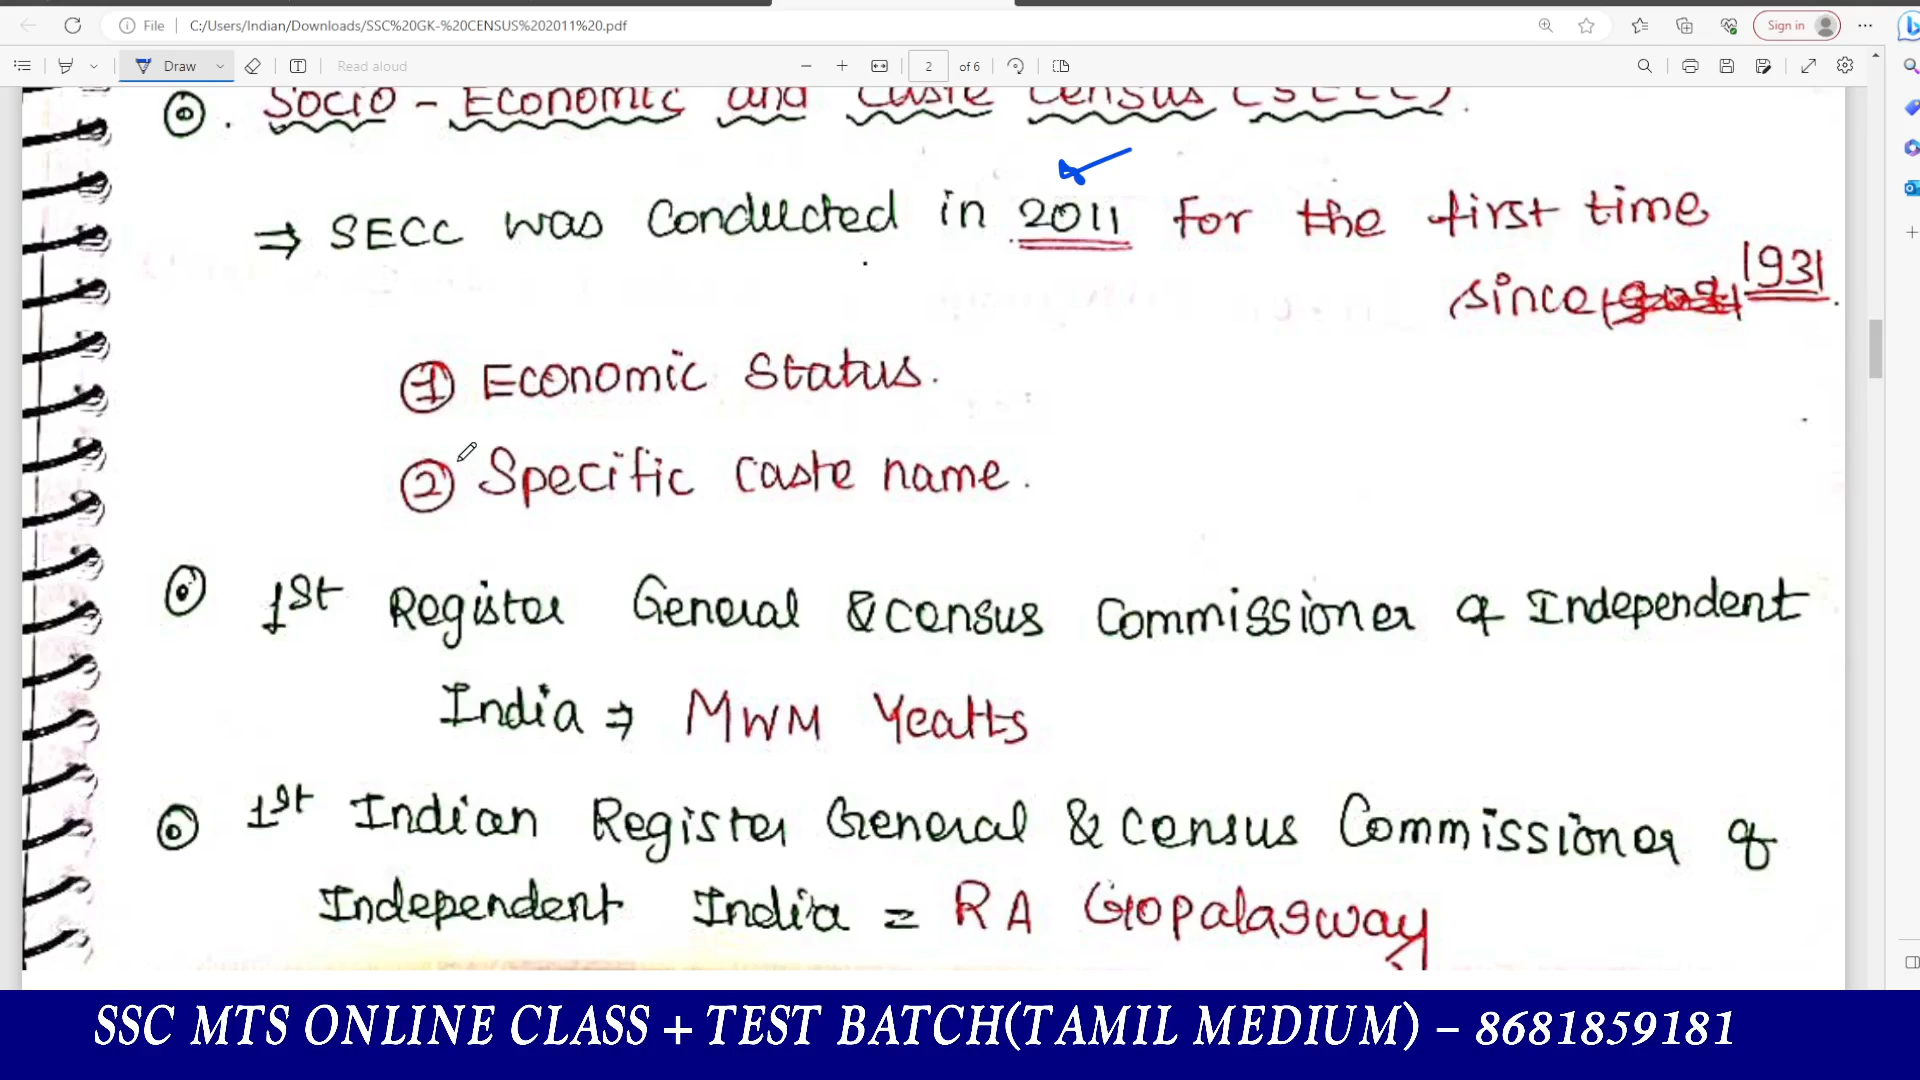 File C:/Users/Indian/Downloads/SSC%20GK-%20CENSUS%202011%20.pdf Sign in
Draw Read aloud 2 of 6
Socio - Economic and Caste Census (SECC).
⇒ SECC was Conducted in 2011 for the first time
since 1931.
① Economic Status.
② Specific caste name.
1st Register General & census Commissioner of Independent
India ⇒ MWM Yeatts
1st Indian Register General & census Commissioner of
Independent India = RA Gopalasway
SSC MTS ONLINE CLASS + TEST BATCH(TAMIL MEDIUM) – 8681859181